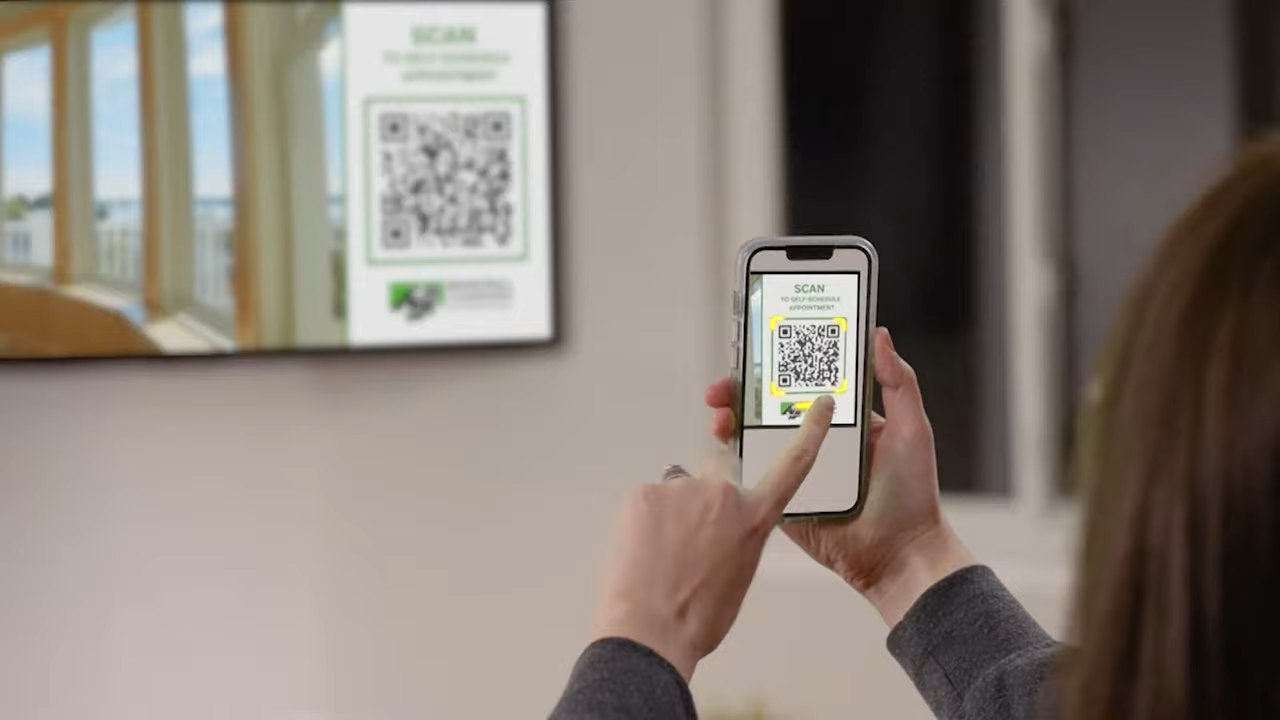 SCAN
TO SELF-SCHEDULE
APPOINTMENT
SCAN
TO SELF-SCHEDULE
APPOINTMENT